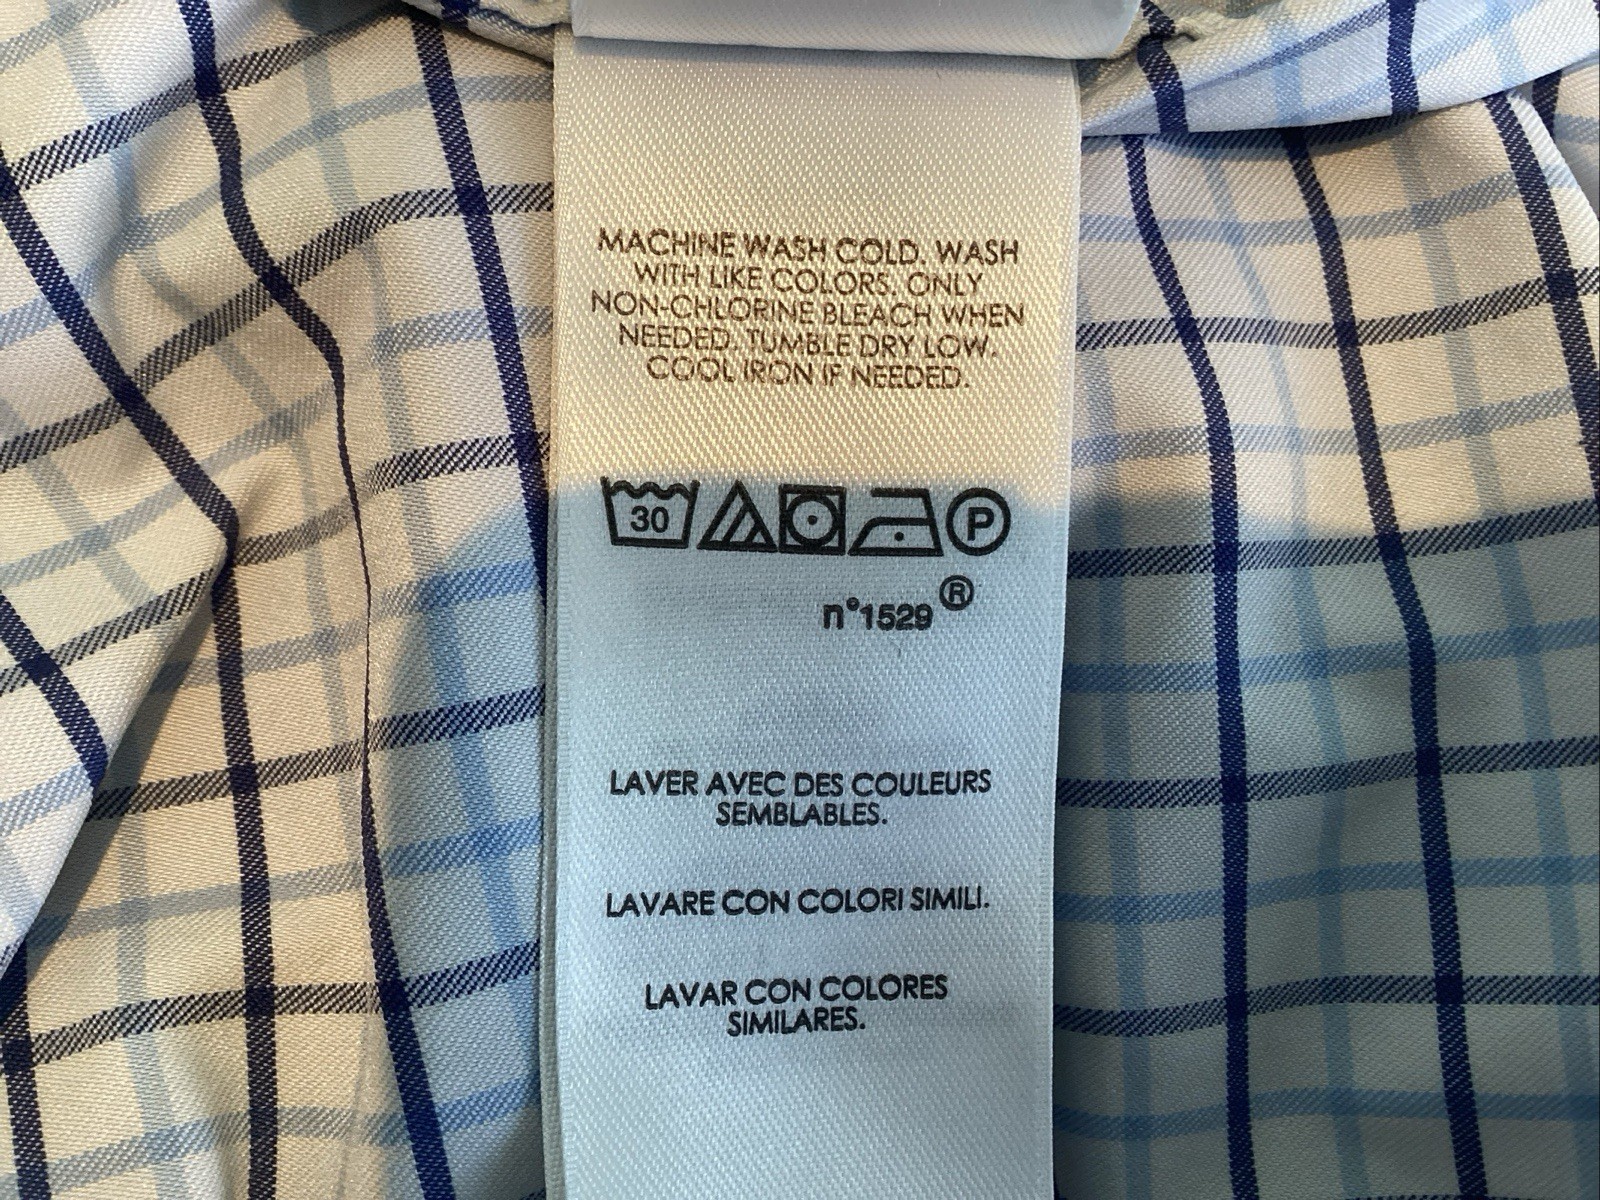 MACHINE WASH COLD. WASH
WITH LIKE COLORS. ONLY
NON-CHLORINE BLEACH WHEN
NEEDED. TUMBLE DRY LOW.
COOL IRON IF NEEDED.
30 P
n°1529®
LAVER AVEC DES COULEURS
SEMBLABLES.
LAVARE CON COLORI SIMILI.
LAVAR CON COLORES
SIMILARES.